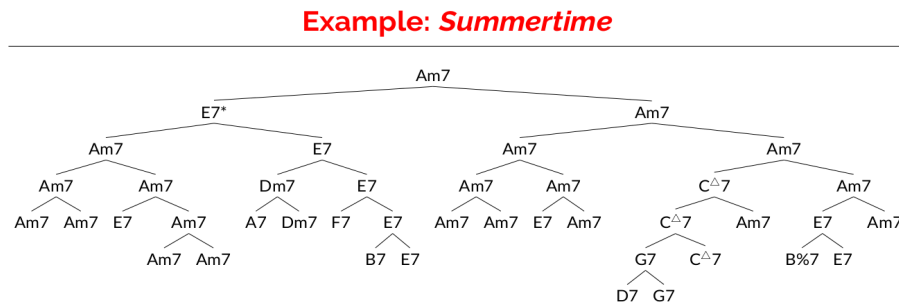 Example: Summertime
Am7
E7* Am7
Am7 E7 Am7 Am7
Am7 Am7 Dm7 E7 Am7 Am7 C△7 Am7
Am7 Am7 E7 Am7 A7 Dm7 F7 E7 Am7 Am7 E7 Am7 C△7 Am7 E7 Am7
Am7 Am7 B7 E7 G7 C△7 B%7 E7
D7 G7